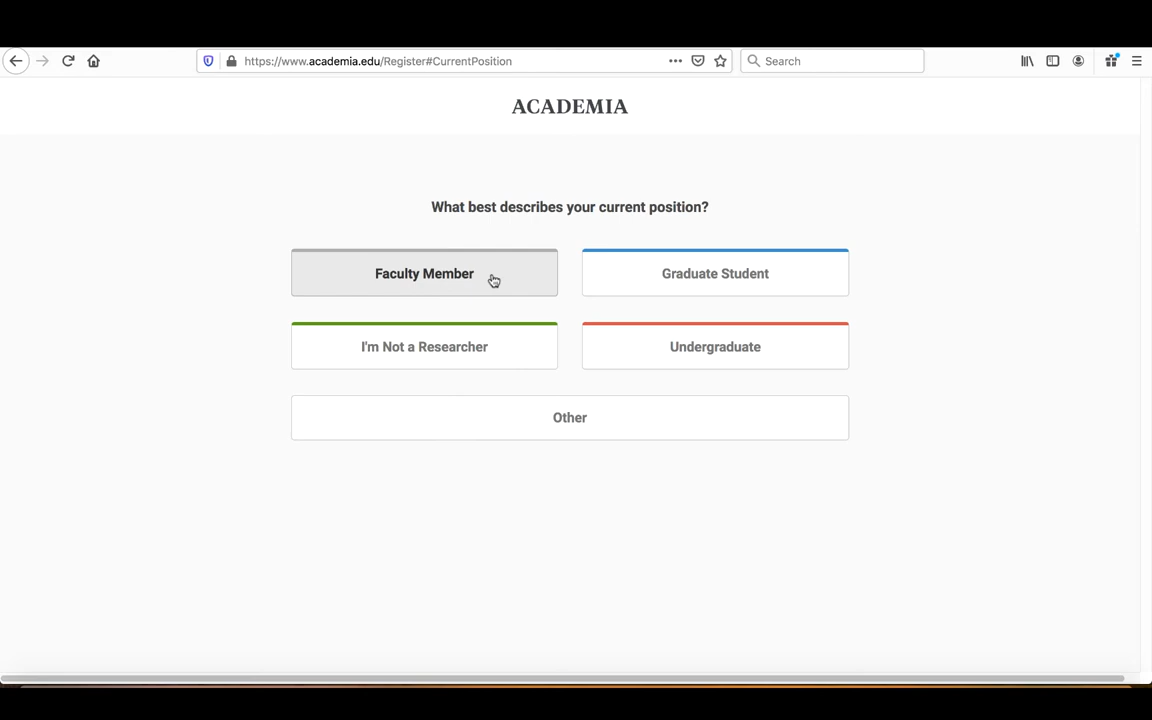 https://www.academia.edu/Register#CurrentPosition
Search
ACADEMIA
What best describes your current position?
Faculty Member
Graduate Student
I'm Not a Researcher
Undergraduate
Other